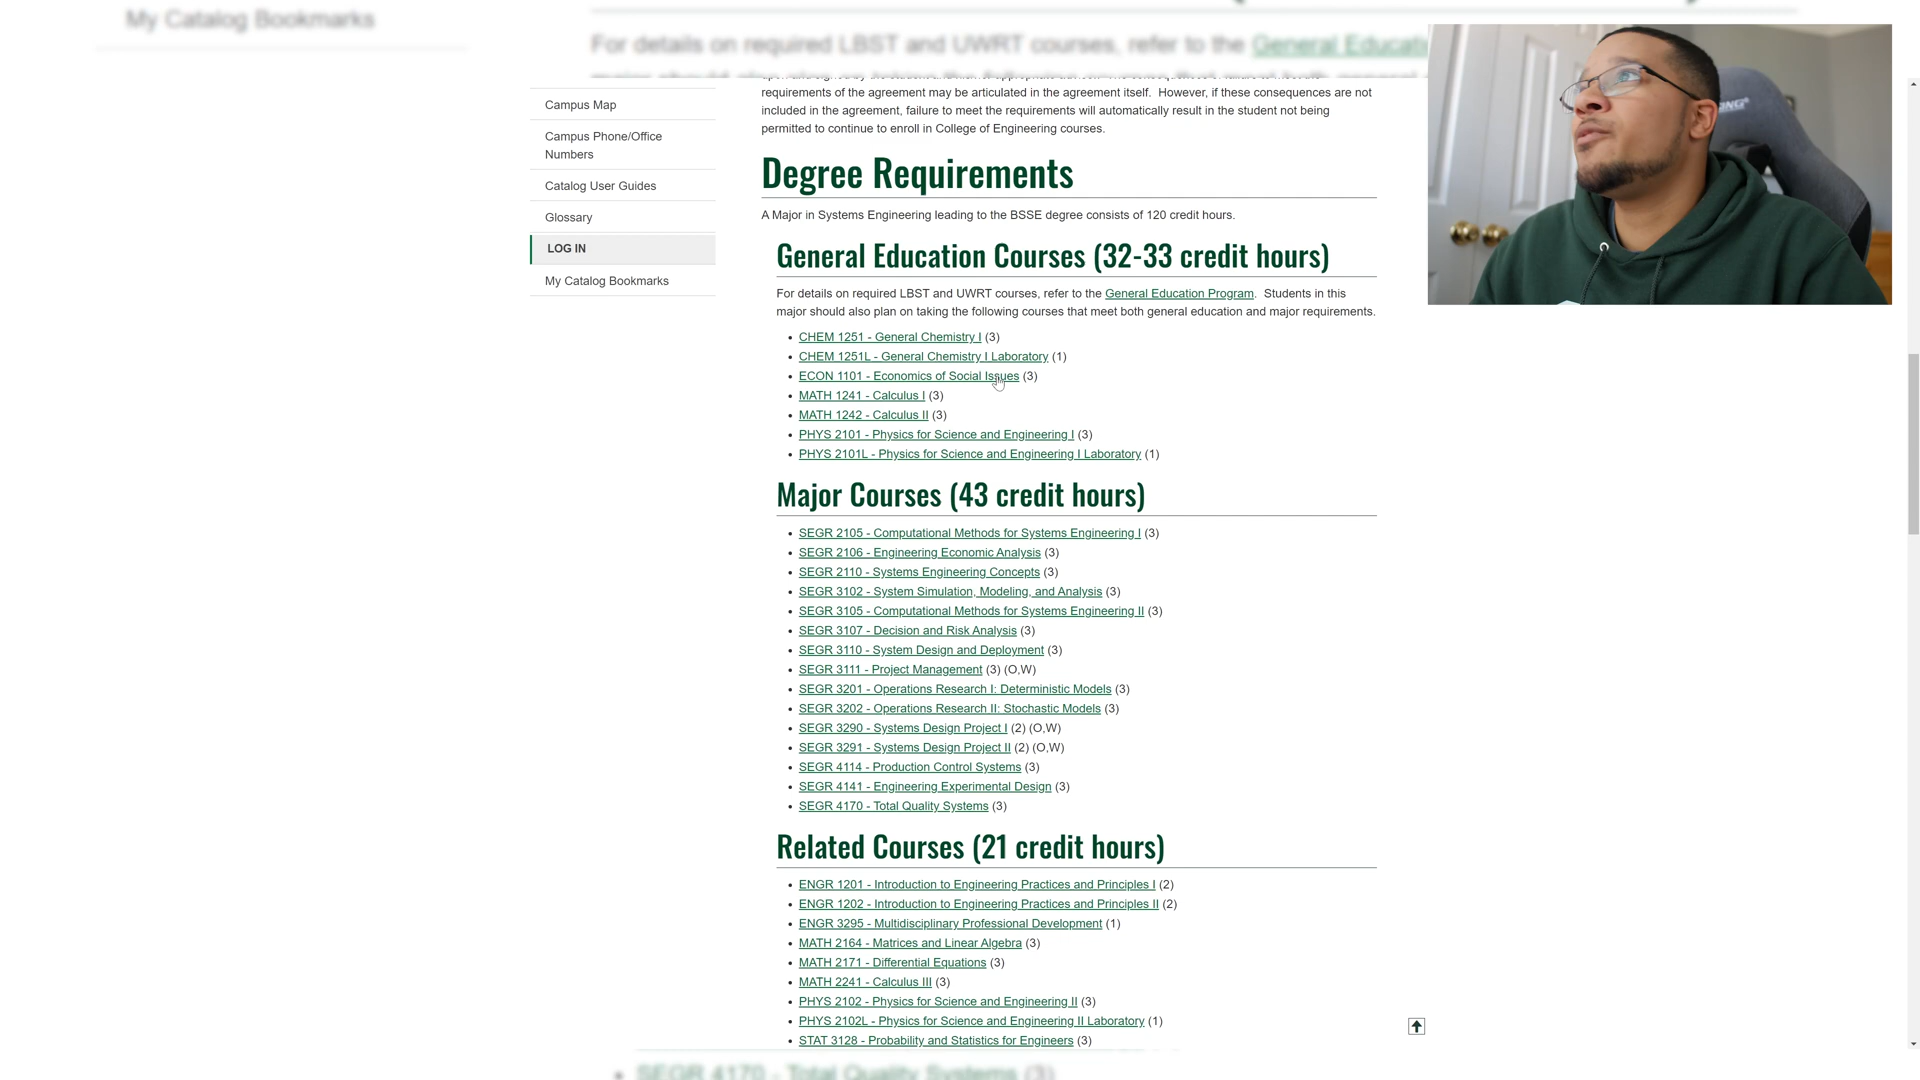 My Catalog Bookmarks
For details on required LBST and UWRT courses, refer to the General Educati
Campus Map
Campus Phone/Office
Numbers
Catalog User Guides
Glossary
LOG IN
My Catalog Bookmarks
requirements of the agreement may be articulated in the agreement itself.  However, if these consequences are not
included in the agreement, failure to meet the requirements will automatically result in the student not being
permitted to continue to enroll in College of Engineering courses.
Degree Requirements
A Major in Systems Engineering leading to the BSSE degree consists of 120 credit hours.
General Education Courses (32-33 credit hours)
For details on required LBST and UWRT courses, refer to the General Education Program.  Students in this
major should also plan on taking the following courses that meet both general education and major requirements.
• CHEM 1251 - General Chemistry I (3)
• CHEM 1251L - General Chemistry I Laboratory (1)
• ECON 1101 - Economics of Social Issues (3)
• MATH 1241 - Calculus I (3)
• MATH 1242 - Calculus II (3)
• PHYS 2101 - Physics for Science and Engineering I (3)
• PHYS 2101L - Physics for Science and Engineering I Laboratory (1)
Major Courses (43 credit hours)
• SEGR 2105 - Computational Methods for Systems Engineering I (3)
• SEGR 2106 - Engineering Economic Analysis (3)
• SEGR 2110 - Systems Engineering Concepts (3)
• SEGR 3102 - System Simulation, Modeling, and Analysis (3)
• SEGR 3105 - Computational Methods for Systems Engineering II (3)
• SEGR 3107 - Decision and Risk Analysis (3)
• SEGR 3110 - System Design and Deployment (3)
• SEGR 3111 - Project Management (3) (O,W)
• SEGR 3201 - Operations Research I: Deterministic Models (3)
• SEGR 3202 - Operations Research II: Stochastic Models (3)
• SEGR 3290 - Systems Design Project I (2) (O,W)
• SEGR 3291 - Systems Design Project II (2) (O,W)
• SEGR 4114 - Production Control Systems (3)
• SEGR 4141 - Engineering Experimental Design (3)
• SEGR 4170 - Total Quality Systems (3)
Related Courses (21 credit hours)
• ENGR 1201 - Introduction to Engineering Practices and Principles I (2)
• ENGR 1202 - Introduction to Engineering Practices and Principles II (2)
• ENGR 3295 - Multidisciplinary Professional Development (1)
• MATH 2164 - Matrices and Linear Algebra (3)
• MATH 2171 - Differential Equations (3)
• MATH 2241 - Calculus III (3)
• PHYS 2102 - Physics for Science and Engineering II (3)
• PHYS 2102L - Physics for Science and Engineering II Laboratory (1)
• STAT 3128 - Probability and Statistics for Engineers (3)
• SEGR 4170 - Total Quality Systems (3)